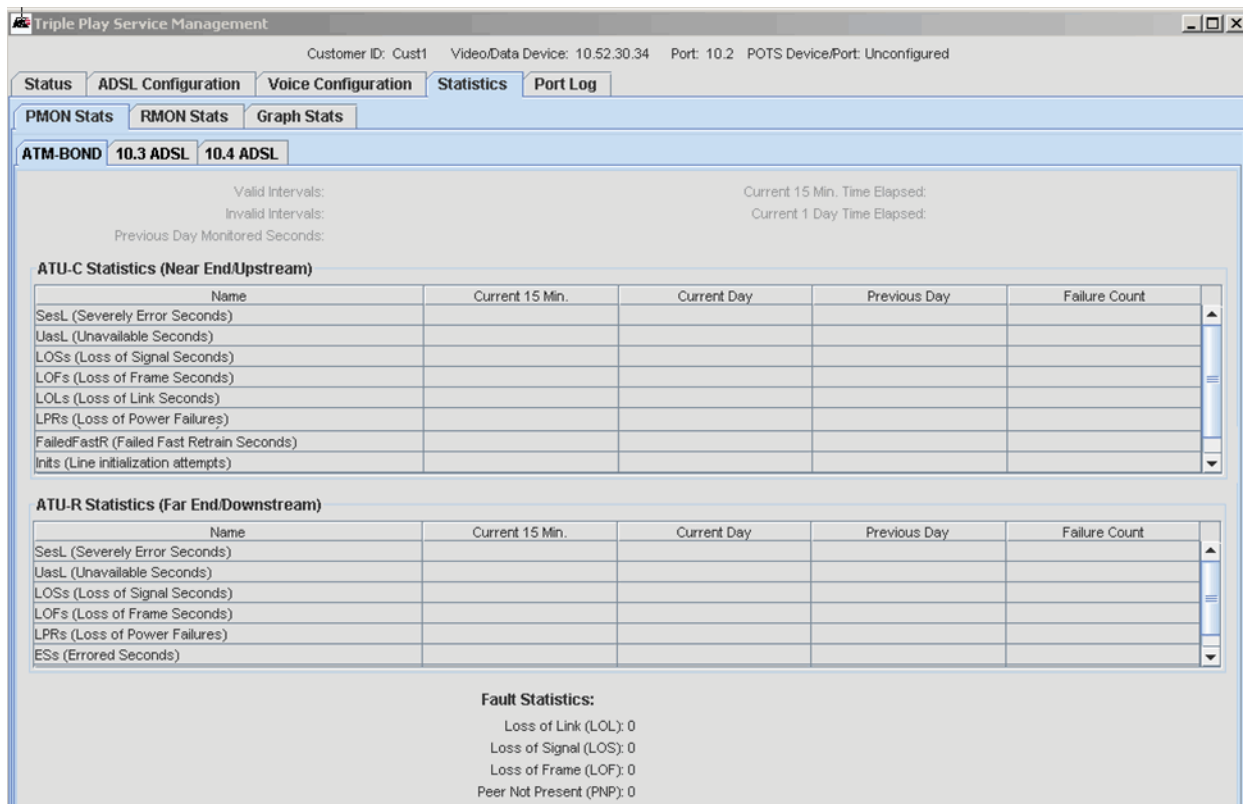 Triple Play Service Management
Customer ID: Cust1 Video/Data Device: 10.52.30.34 Port: 10.2 POTS Device/Port: Unconfigured
Status ADSL Configuration Voice Configuration Statistics Port Log
PMON Stats RMON Stats Graph Stats
ATM-BOND 10.3 ADSL 10.4 ADSL
Valid Intervals: Current 15 Min. Time Elapsed:
Invalid Intervals: Current 1 Day Time Elapsed:
Previous Day Monitored Seconds:
ATU-C Statistics (Near End/Upstream)
Name Current 15 Min. Current Day Previous Day Failure Count
SesL (Severely Error Seconds)
UasL (Unavailable Seconds)
LOSs (Loss of Signal Seconds)
LOFs (Loss of Frame Seconds)
LOLs (Loss of Link Seconds)
LPRs (Loss of Power Failures)
FailedFastR (Failed Fast Retrain Seconds)
Inits (Line initialization attempts)
ATU-R Statistics (Far End/Downstream)
Name Current 15 Min. Current Day Previous Day Failure Count
SesL (Severely Error Seconds)
UasL (Unavailable Seconds)
LOSs (Loss of Signal Seconds)
LOFs (Loss of Frame Seconds)
LPRs (Loss of Power Failures)
ESs (Errored Seconds)
Fault Statistics:
Loss of Link (LOL): 0
Loss of Signal (LOS): 0
Loss of Frame (LOF): 0
Peer Not Present (PNP): 0